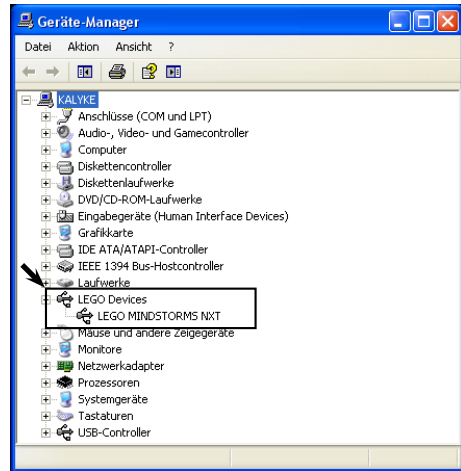 Geräte-Manager
Datei Aktion Ansicht ?
KALYKE
Anschlüsse (COM und LPT)
Audio-, Video- und Gamecontroller
Computer
Diskettencontroller
Diskettenlaufwerke
DVD/CD-ROM-Laufwerke
Eingabegeräte (Human Interface Devices)
Grafikkarte
IDE ATA/ATAPI-Controller
IEEE 1394 Bus-Hostcontroller
Laufwerke
LEGO Devices
LEGO MINDSTORMS NXT
Mäuse und andere Zeigegeräte
Monitore
Netzwerkadapter
Prozessoren
Systemgeräte
Tastaturen
USB-Controller